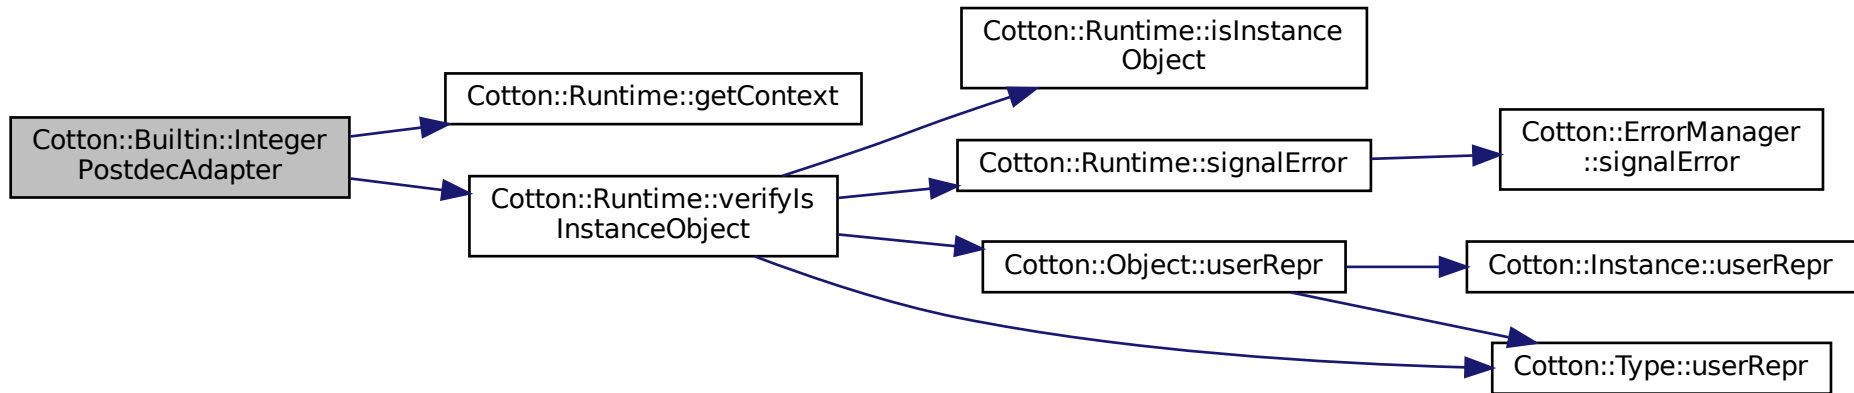 Cotton::Builtin::Integer
PostdecAdapter
Cotton::Runtime::getContext
Cotton::Runtime::verifyIs
InstanceObject
Cotton::Runtime::isInstance
Object
Cotton::Runtime::signalError
Cotton::ErrorManager
::signalError
Cotton::Object::userRepr
Cotton::Instance::userRepr
Cotton::Type::userRepr